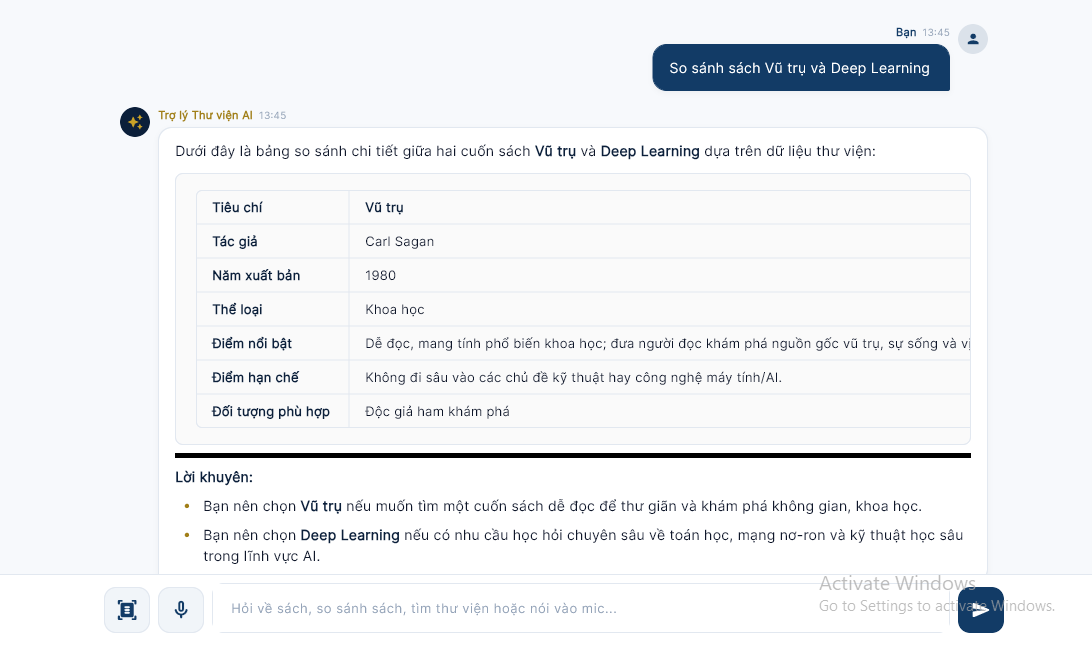 Bạn 13:45
So sánh sách Vũ trụ và Deep Learning
Trợ lý Thư viện AI 13:45
Dưới đây là bảng so sánh chi tiết giữa hai cuốn sách Vũ trụ và Deep Learning dựa trên dữ liệu thư viện:
Tiêu chí Vũ trụ
Tác giả Carl Sagan
Năm xuất bản 1980
Thể loại Khoa học
Điểm nổi bật Dễ đọc, mang tính phổ biến khoa học; đưa người đọc khám phá nguồn gốc vũ trụ, sự sống và
Điểm hạn chế Không đi sâu vào các chủ đề kỹ thuật hay công nghệ máy tính/AI.
Đối tượng phù hợp Độc giả ham khám phá
Lời khuyên:
• Bạn nên chọn Vũ trụ nếu muốn tìm một cuốn sách dễ đọc để thư giãn và khám phá không gian, khoa học.
• Bạn nên chọn Deep Learning nếu có nhu cầu học hỏi chuyên sâu về toán học, mạng nơ-ron và kỹ thuật học sâu
trong lĩnh vực AI.
Hỏi về sách, so sánh sách, tìm thư viện hoặc nói vào mic...
Activate Windows
Go to Settings to activate Windows.